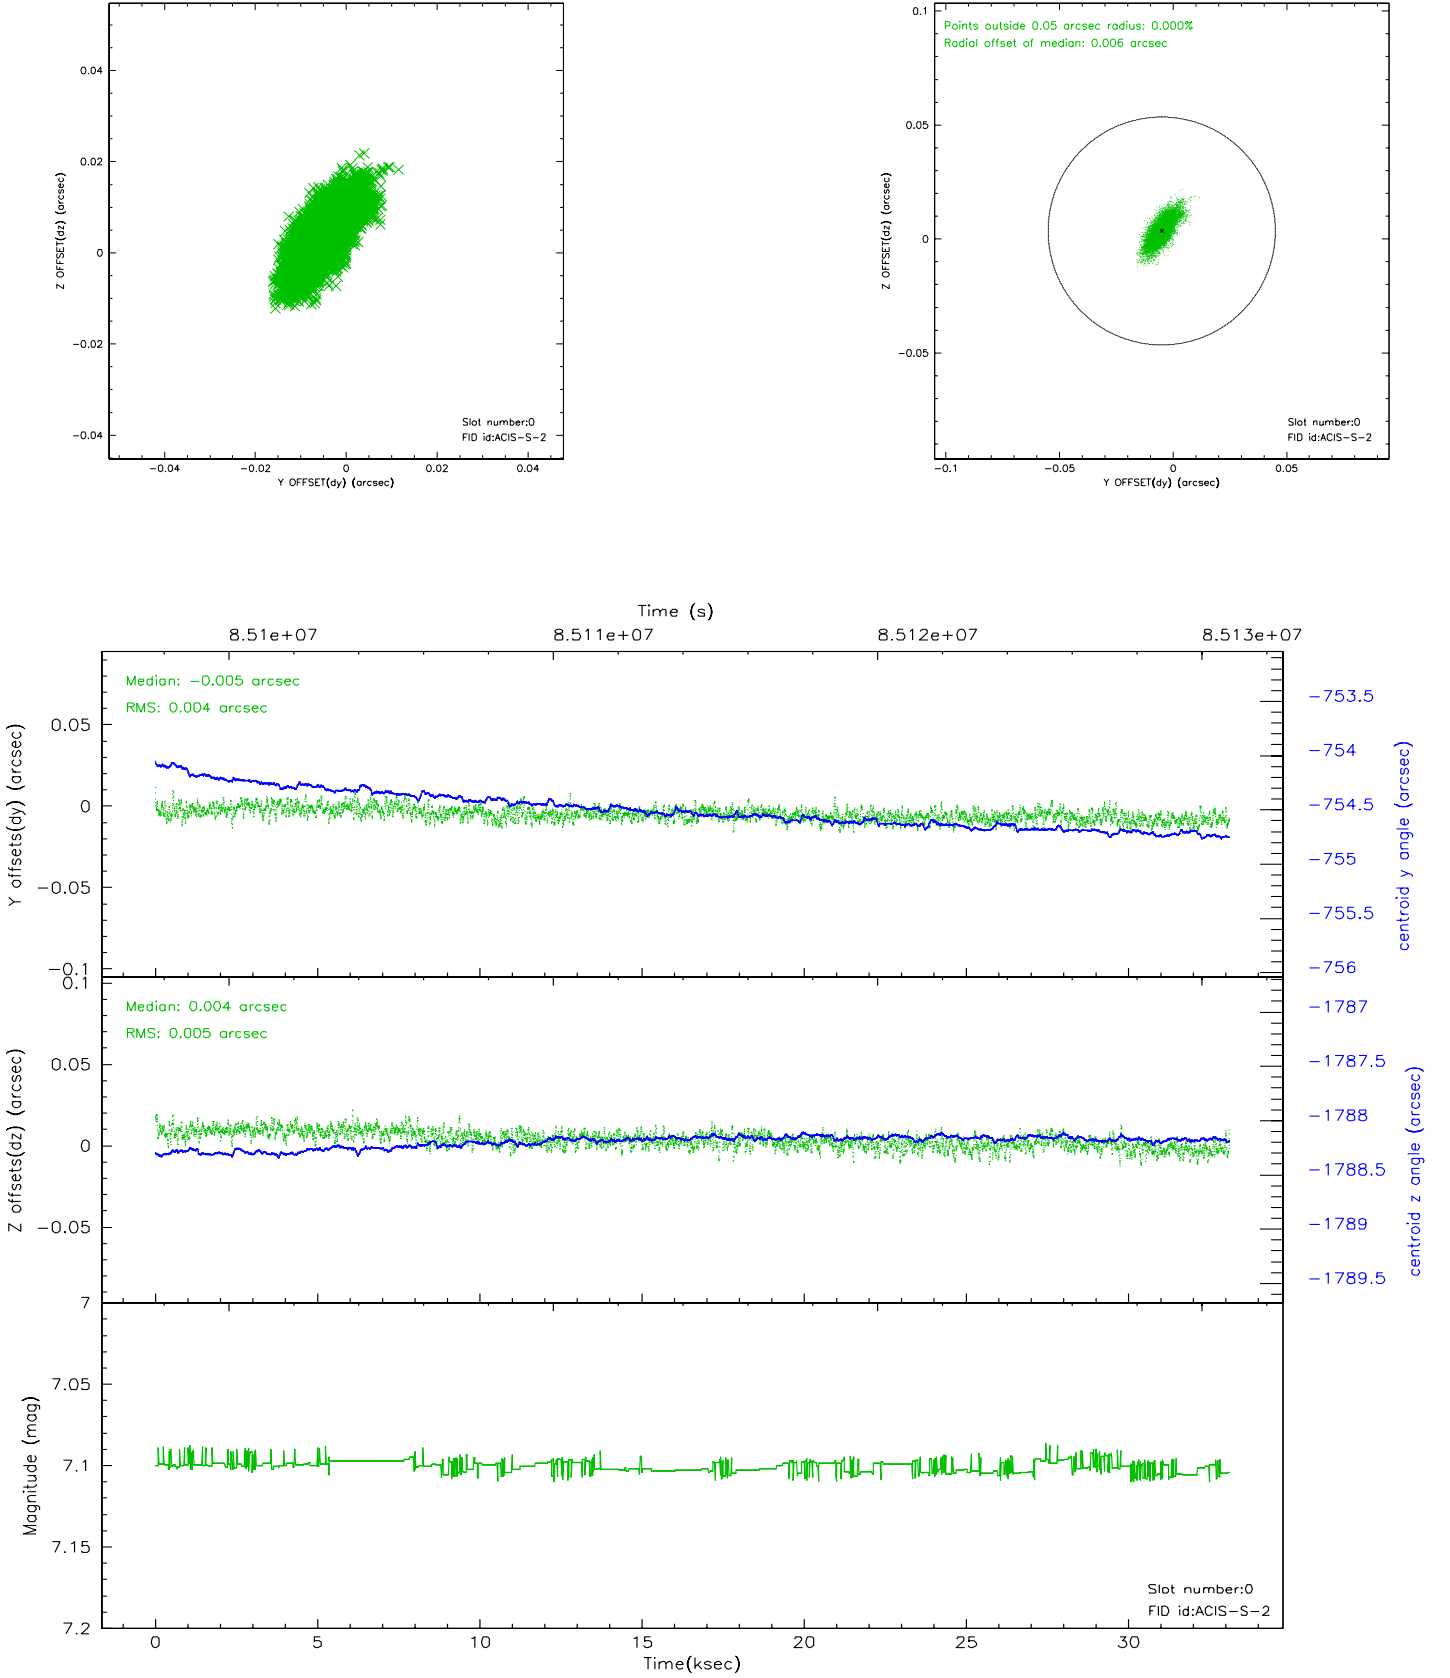 0.04
0.02
0
−0.02
−0.04
Z OFFSET(dz) (arcsec)
Slot number:0
FID id:ACIS−S−2
−0.04 −0.02 0 0.02 0.04
Y OFFSET(dy) (arcsec)
Points outside 0.05 arcsec radius: 0.000%
Radial offset of median: 0.006 arcsec
0.1
0.05
0
−0.05
Z OFFSET(dz) (arcsec)
Slot number:0
FID id:ACIS−S−2
−0.1 −0.05 0 0.05
Y OFFSET(dy) (arcsec)
Time (s)
8.51e+07 8.511e+07 8.512e+07 8.513e+07
Median: −0.005 arcsec
RMS: 0.004 arcsec
0.05
0
−0.05
−0.1
Y offsets(dy) (arcsec)
−753.5
−754
−754.5
−755
−755.5
−756
centroid y angle (arcsec)
Median: 0.004 arcsec
RMS: 0.005 arcsec
0.1
0.05
0
−0.05
Z offsets(dz) (arcsec)
−1787
−1787.5
−1788
−1788.5
−1789
−1789.5
centroid z angle (arcsec)
7
7.05
7.1
7.15
7.2
Magnitude (mag)
Slot number:0
FID id:ACIS−S−2
0 5 10 15 20 25 30
Time(ksec)